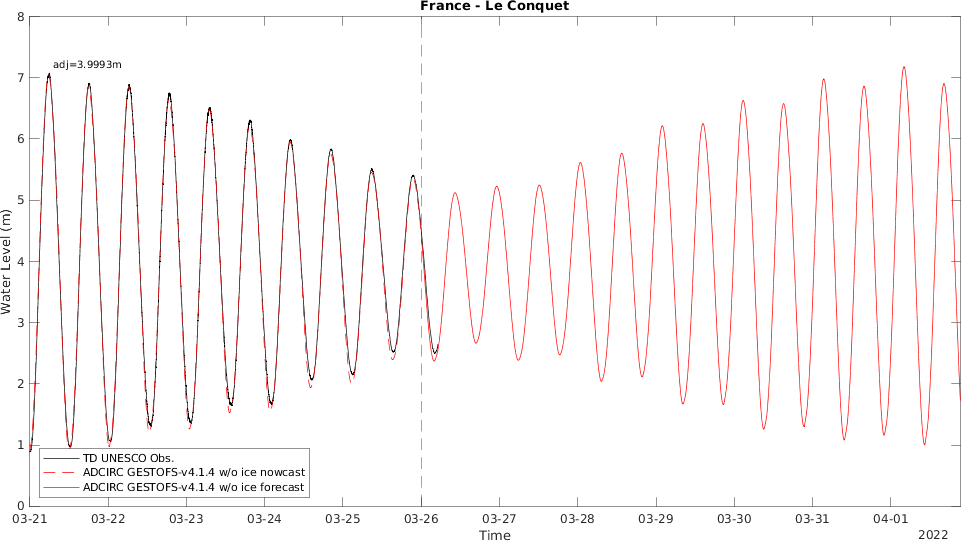 France - Le Conquet
8
adj=3.9993m
7
6
5
4
3
2
1
0
Water Level (m)
TD UNESCO Obs.
ADCIRC GESTOFS-v4.1.4 w/o ice nowcast
ADCIRC GESTOFS-v4.1.4 w/o ice forecast
03-21 03-22 03-23 03-24 03-25 03-26 03-27 03-28 03-29 03-30 03-31 04-01
Time
2022